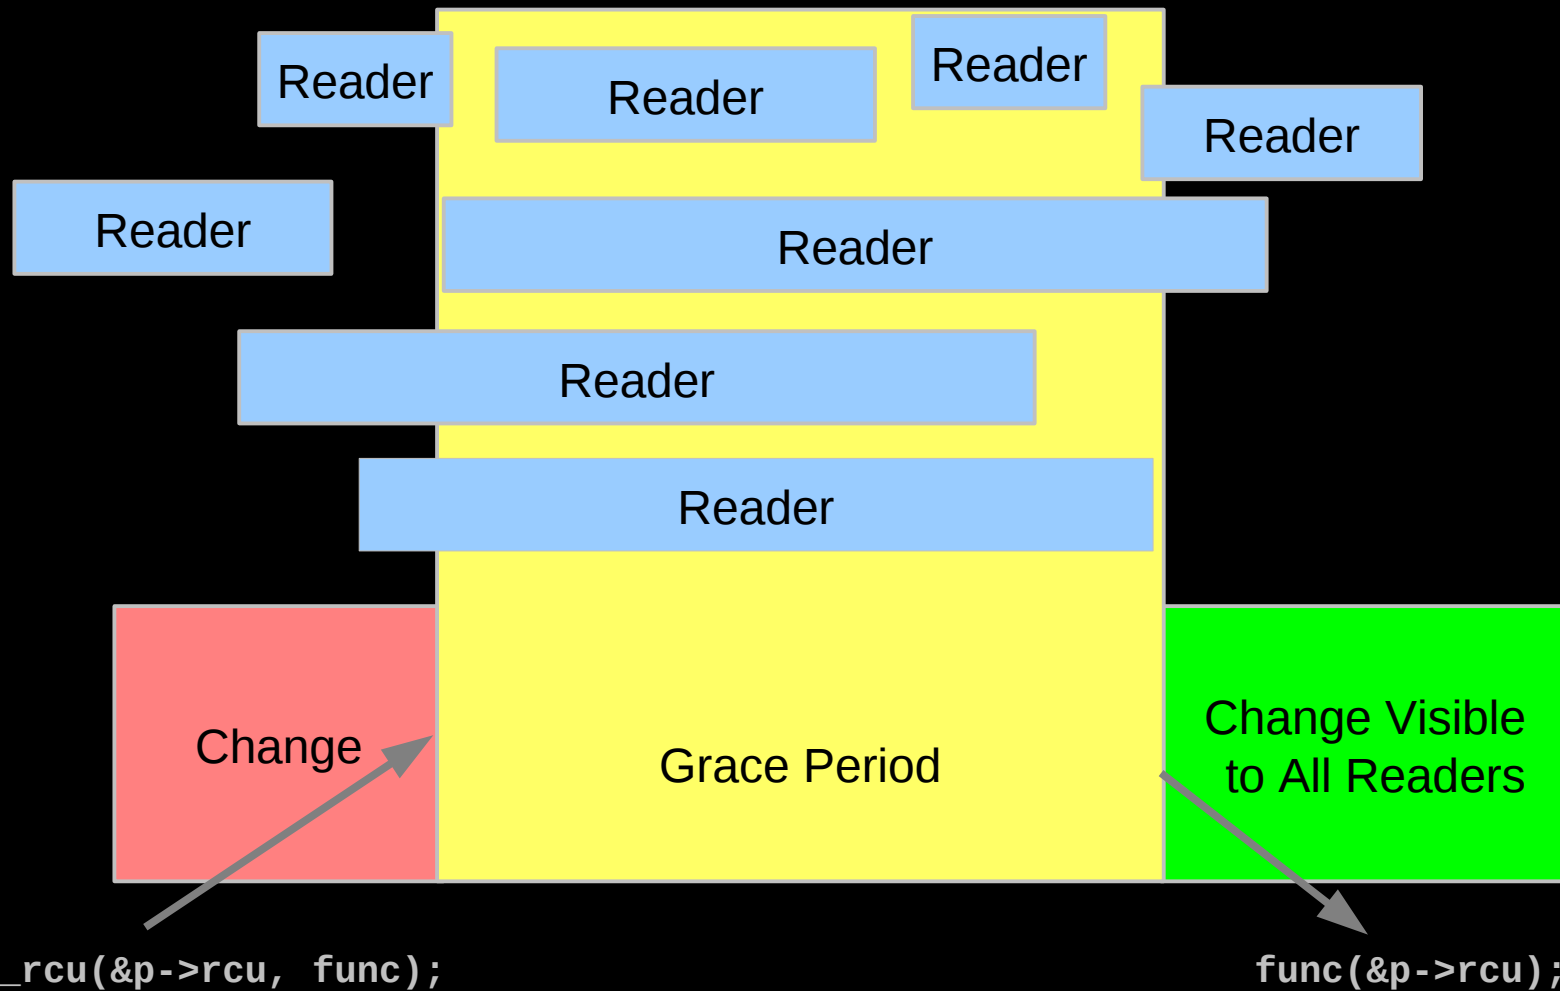 Reader
Reader
Reader
Reader
Reader
Reader
Reader
Reader
Change
Grace Period
Change Visible
to All Readers
_rcu(&p->rcu, func);
func(&p->rcu);